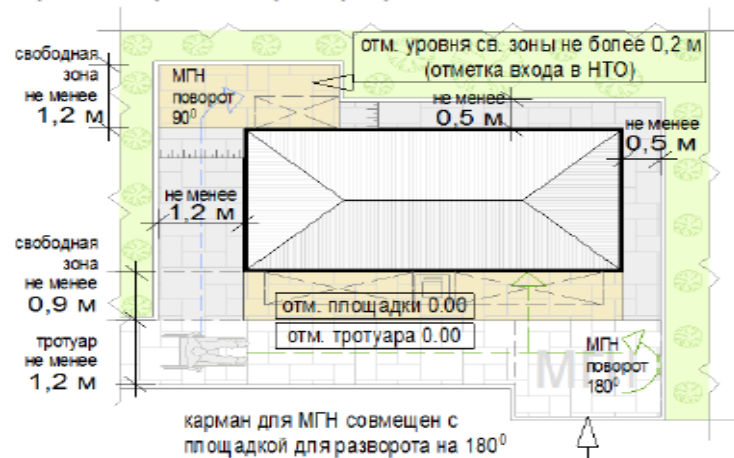 отм. уровня св. зоны не более 0,2 м
(отметка входа в НТО)
свободная
зона
не менее
1,2 м
МГН
поворот
90⁰
не менее
0,5 м
не менее
0,5 м
не менее
1,2 м
свободная
зона
не менее
0,9 м
отм. площадки 0.00
отм. тротуара 0.00
тротуар
не менее
1,2 м
МГН
МГН
поворот
180⁰
карман для МГН совмещен с
площадкой для разворота на 180⁰